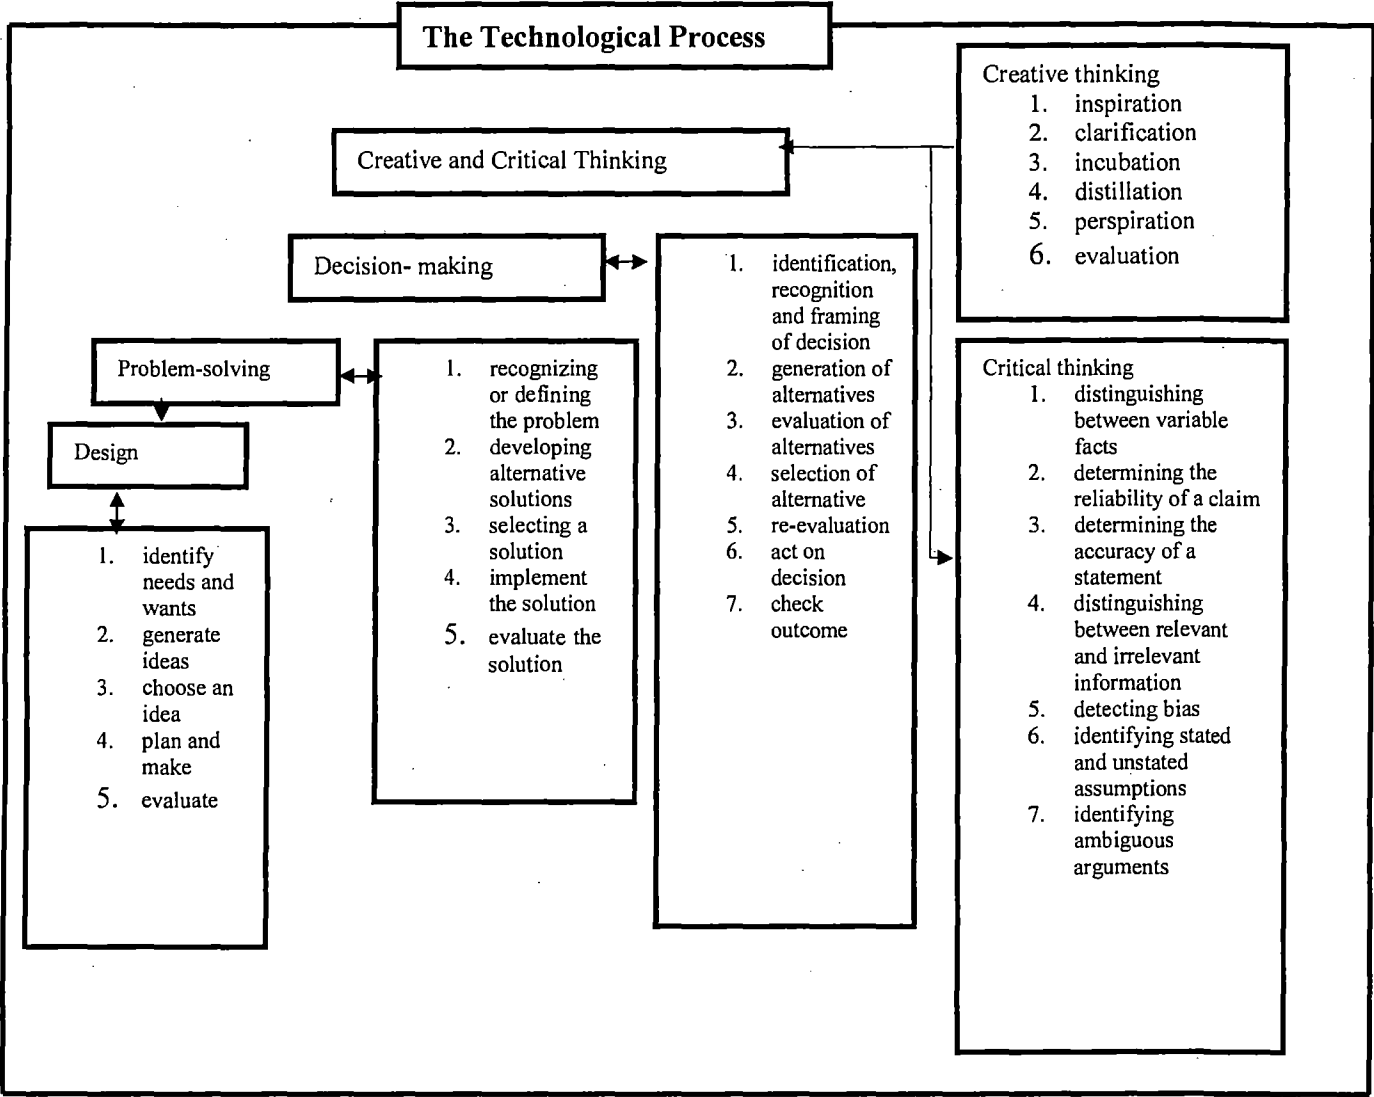 The Technological Process
Creative thinking
1. inspiration
2. clarification
3. incubation
4. distillation
5. perspiration
6. evaluation
Creative and Critical Thinking
Decision- making
1. identification,
recognition
and framing
of decision
2. generation of
alternatives
3. evaluation of
alternatives
4. selection of
alternative
5. re-evaluation
6. act on
decision
7. check
outcome
Problem-solving
1. recognizing
or defining
the problem
2. developing
alternative
solutions
3. selecting a
solution
4. implement
the solution
5. evaluate the
solution
Design
1. identify
needs and
wants
2. generate
ideas
3. choose an
idea
4. plan and
make
5. evaluate
Critical thinking
1. distinguishing
between variable
facts
2. determining the
reliability of a claim
3. determining the
accuracy of a
statement
4. distinguishing
between relevant
and irrelevant
information
5. detecting bias
6. identifying stated
and unstated
assumptions
7. identifying
ambiguous
arguments